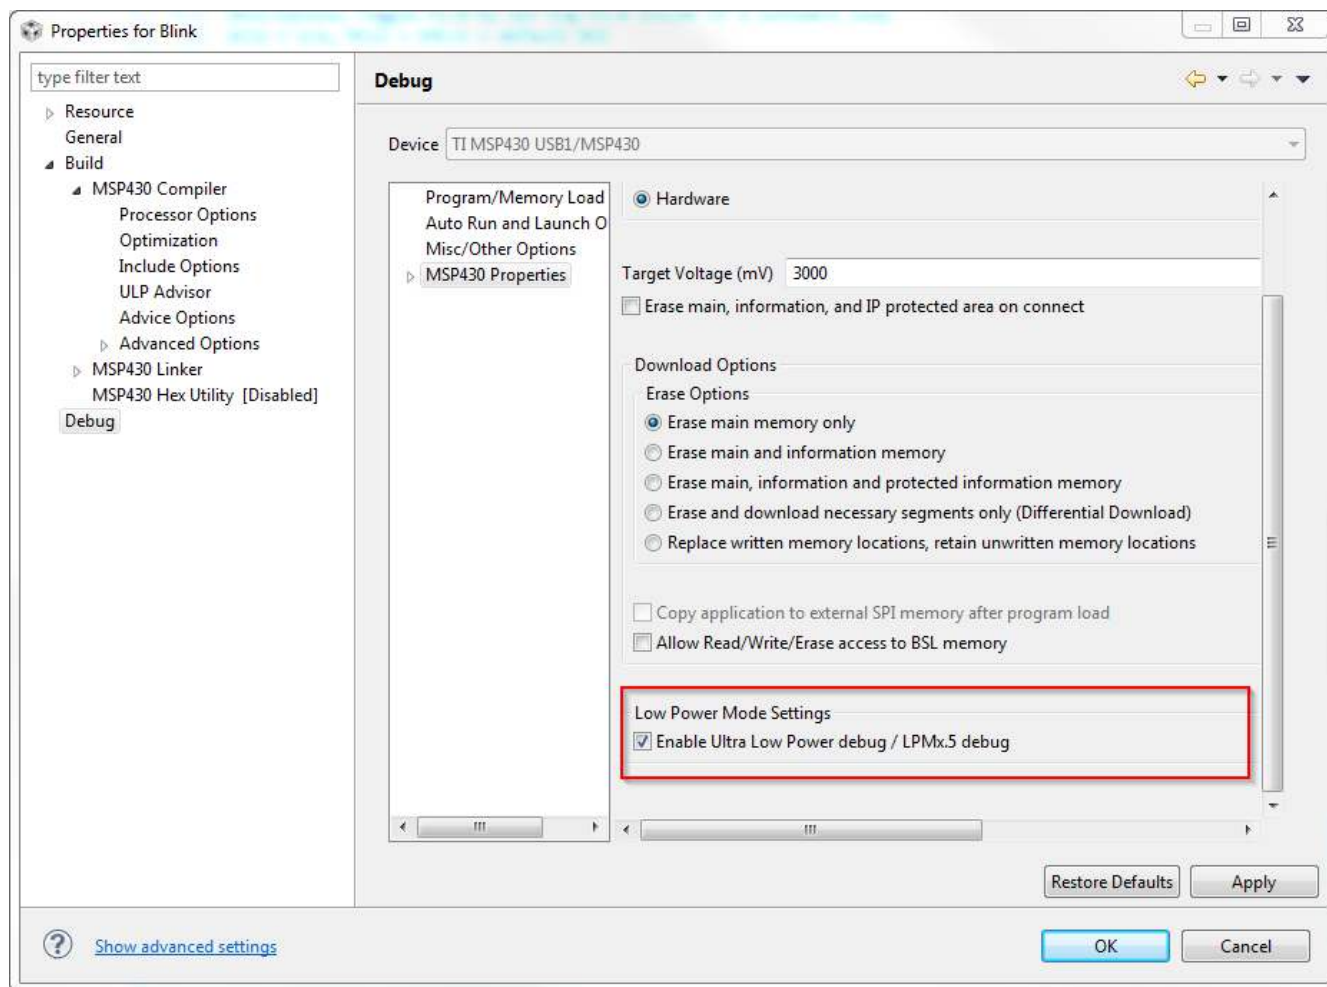 Properties for Blink
type filter text
Resource
General
Build
MSP430 Compiler
Processor Options
Optimization
Include Options
ULP Advisor
Advice Options
Advanced Options
MSP430 Linker
MSP430 Hex Utility [Disabled]
Debug
Debug
Device TI MSP430 USB1/MSP430
Program/Memory Load
Auto Run and Launch O
Misc/Other Options
MSP430 Properties
Hardware
Target Voltage (mV) 3000
Erase main, information, and IP protected area on connect
Download Options
Erase Options
Erase main memory only
Erase main and information memory
Erase main, information and protected information memory
Erase and download necessary segments only (Differential Download)
Replace written memory locations, retain unwritten memory locations
Copy application to external SPI memory after program load
Allow Read/Write/Erase access to BSL memory
Low Power Mode Settings
Enable Ultra Low Power debug / LPMx.5 debug
Restore Defaults Apply
? Show advanced settings
OK Cancel